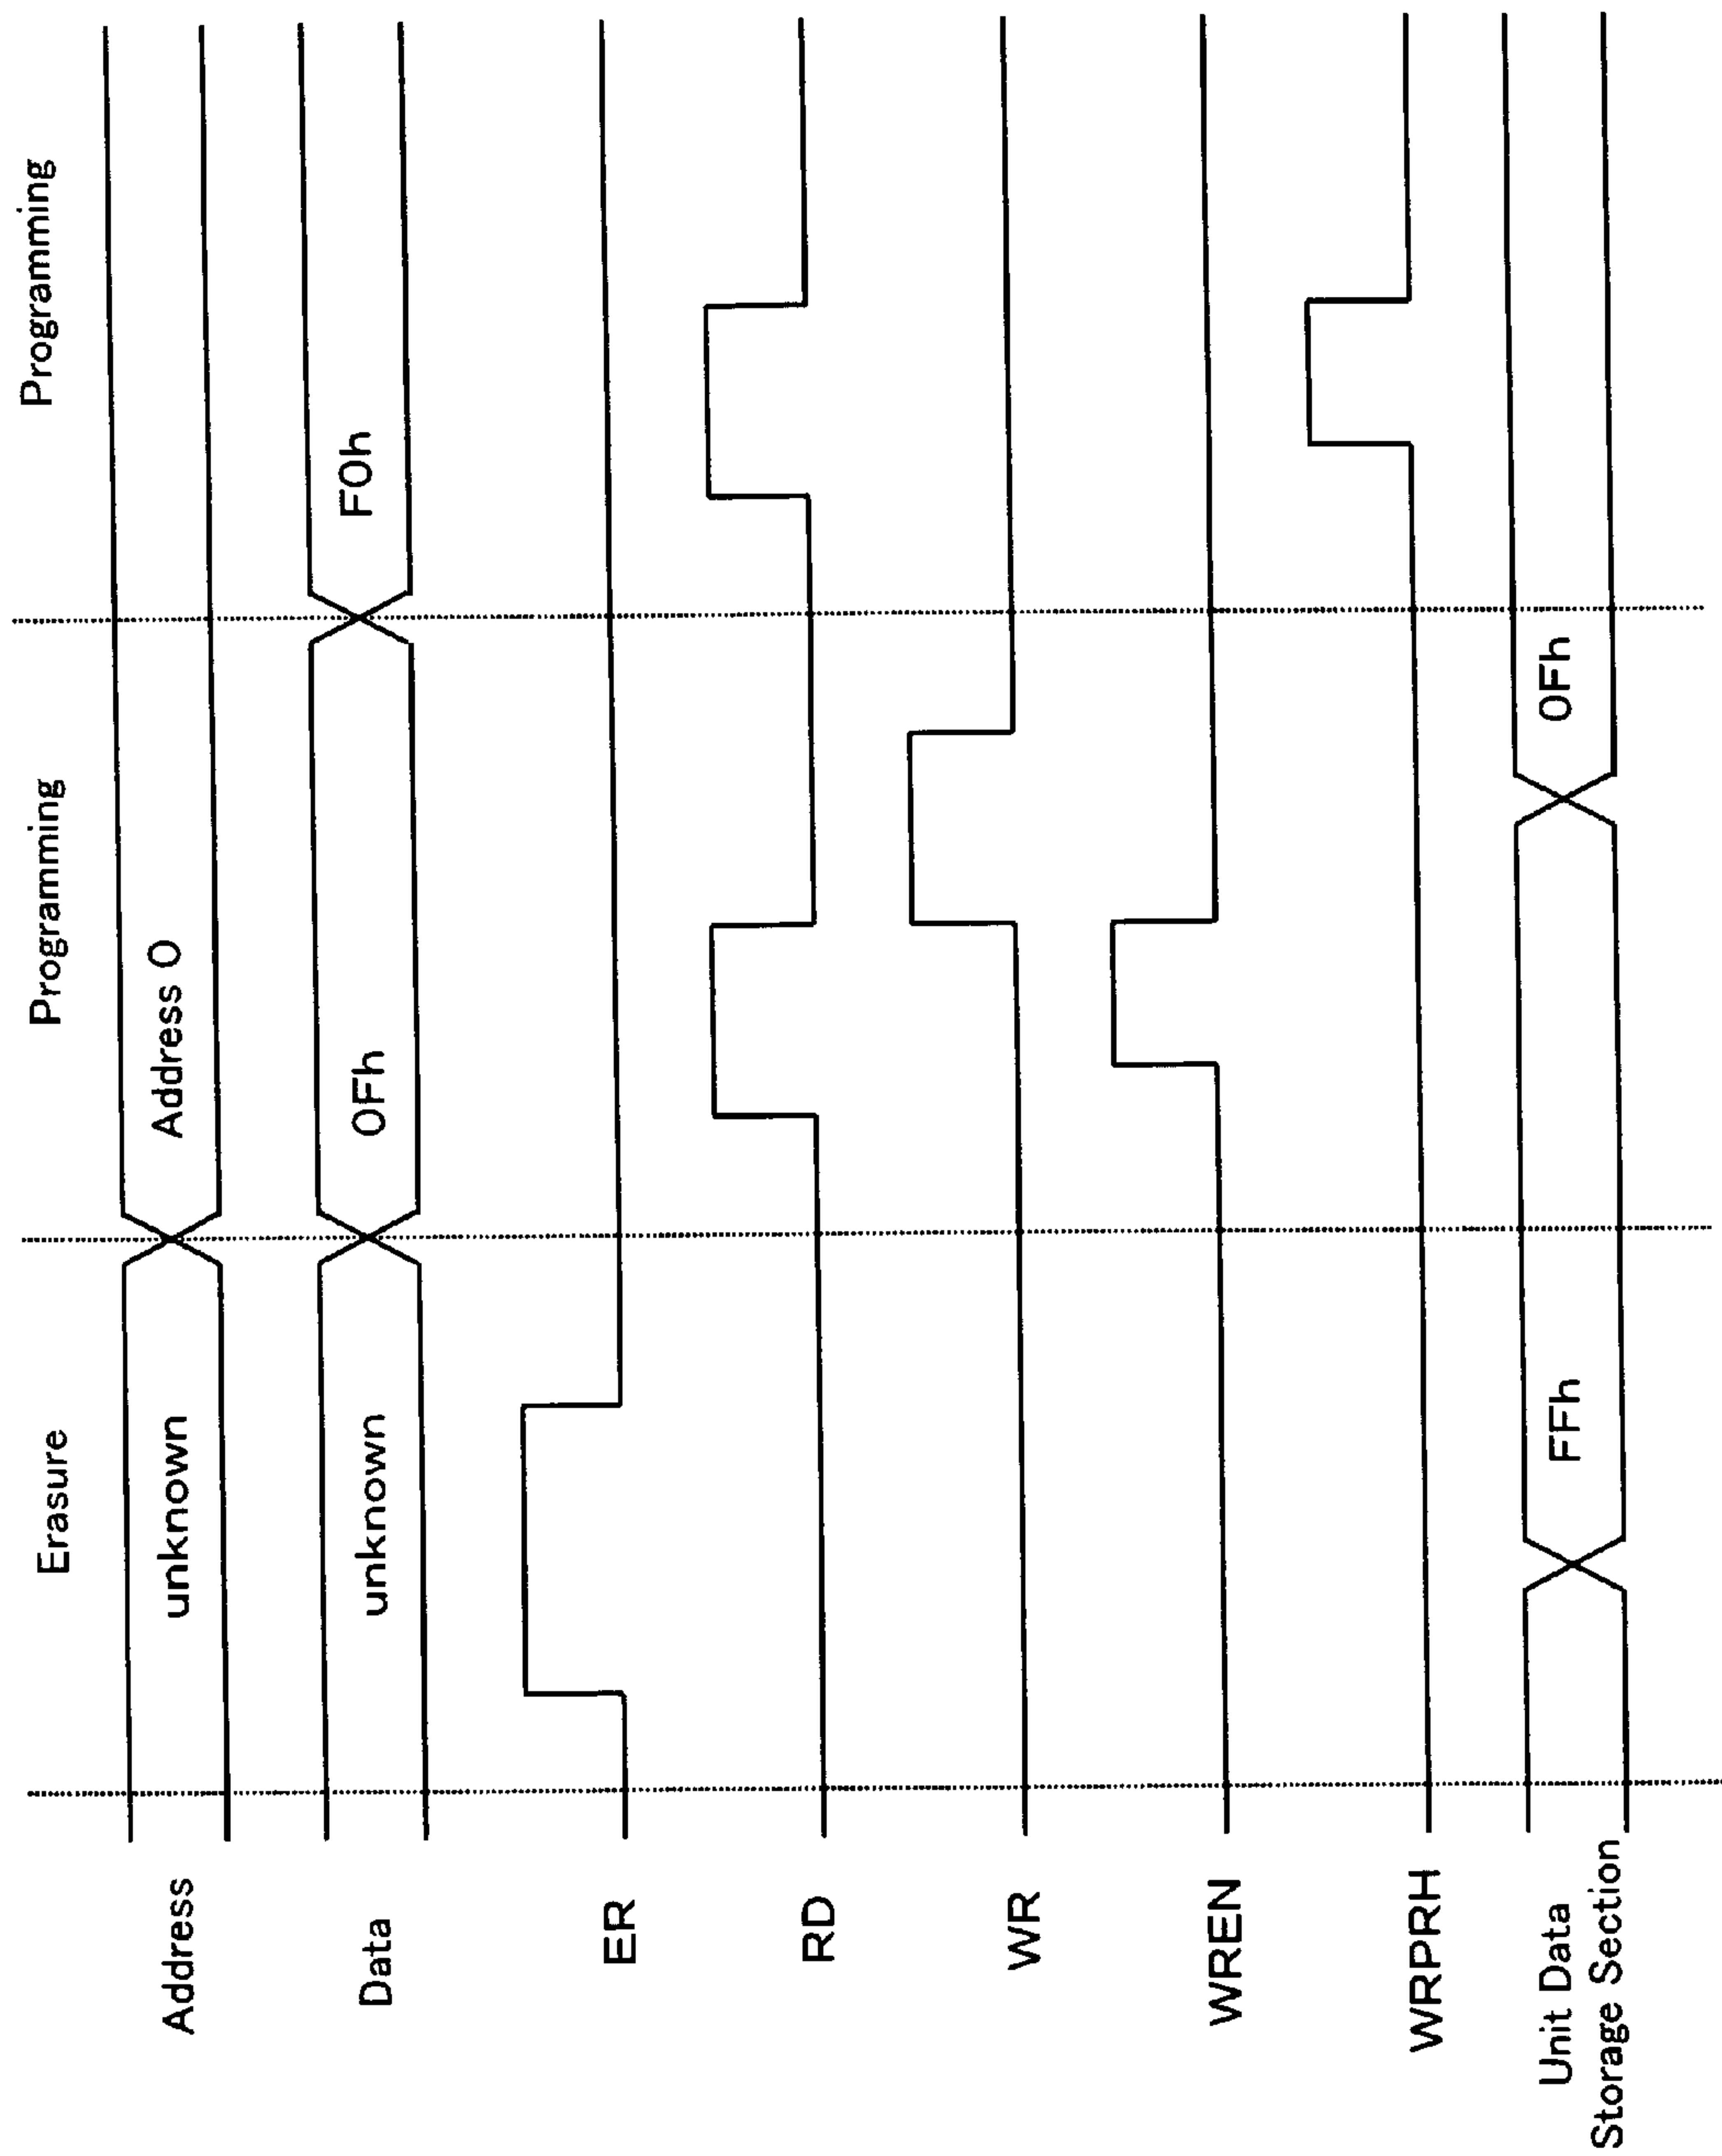 Erasure
Programming
Programming
Address
unknown
Address 0
Data
unknown
0Fh
F0h
ER
RD
WR
WREN
WRPRH
Unit Data
Storage Section
FFh
0Fh